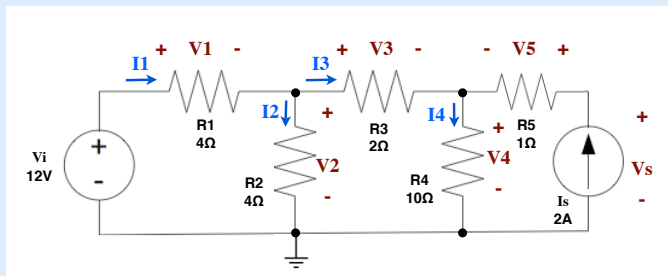 + V1 - + V3 - - V5 +
I1 I3
I2 + I4 +
R1 R3 R5
4Ω 2Ω 1Ω
+
Vi + V2 V4 Vs
12V -
R2 R4
4Ω 10Ω
- - Is -
2A